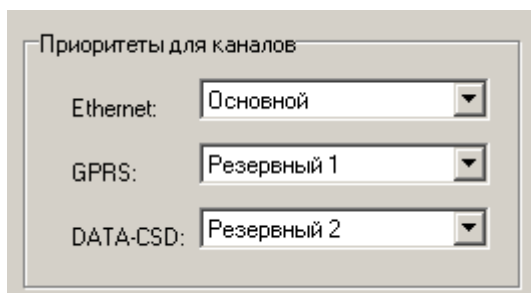 Приоритеты для каналов
Ethernet: Основной
GPRS: Резервный 1
DATA-CSD: Резервный 2